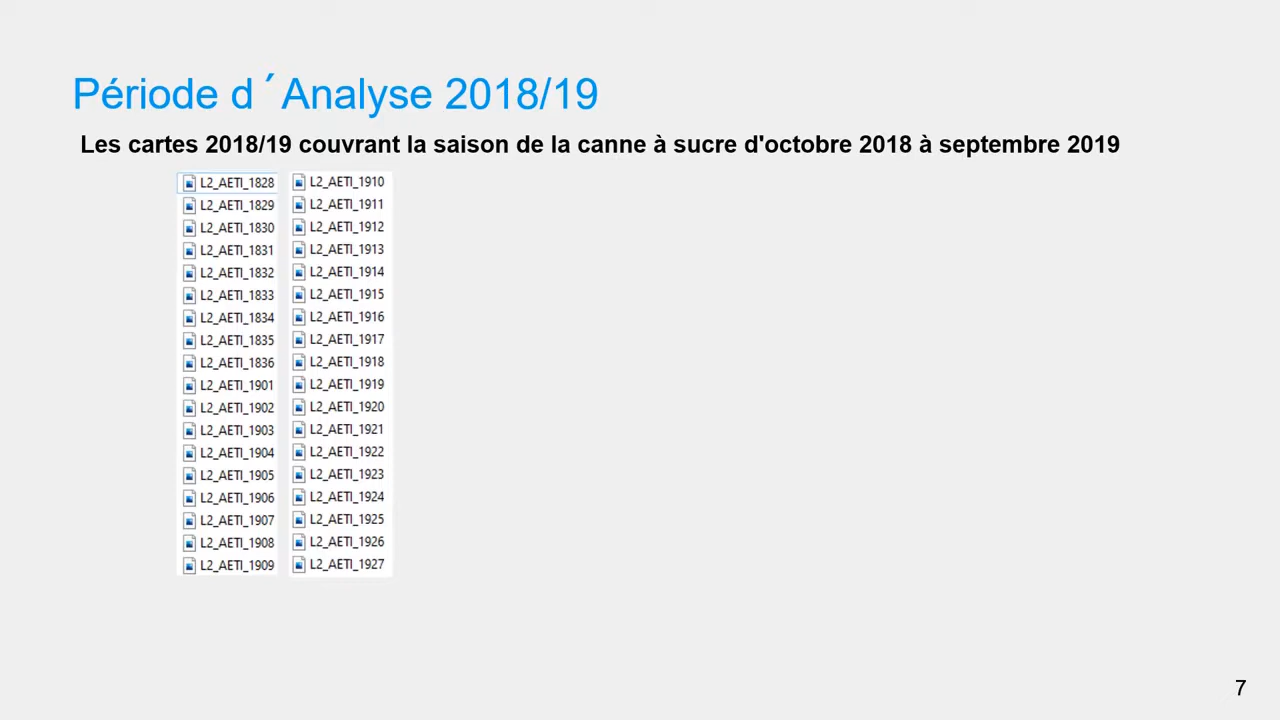 Période d´Analyse 2018/19
Les cartes 2018/19 couvrant la saison de la canne à sucre d'octobre 2018 à septembre 2019
L2_AETI_1828
L2_AETI_1829
L2_AETI_1830
L2_AETI_1831
L2_AETI_1832
L2_AETI_1833
L2_AETI_1834
L2_AETI_1835
L2_AETI_1836
L2_AETI_1901
L2_AETI_1902
L2_AETI_1903
L2_AETI_1904
L2_AETI_1905
L2_AETI_1906
L2_AETI_1907
L2_AETI_1908
L2_AETI_1909
L2_AETI_1910
L2_AETI_1911
L2_AETI_1912
L2_AETI_1913
L2_AETI_1914
L2_AETI_1915
L2_AETI_1916
L2_AETI_1917
L2_AETI_1918
L2_AETI_1919
L2_AETI_1920
L2_AETI_1921
L2_AETI_1922
L2_AETI_1923
L2_AETI_1924
L2_AETI_1925
L2_AETI_1926
L2_AETI_1927
7